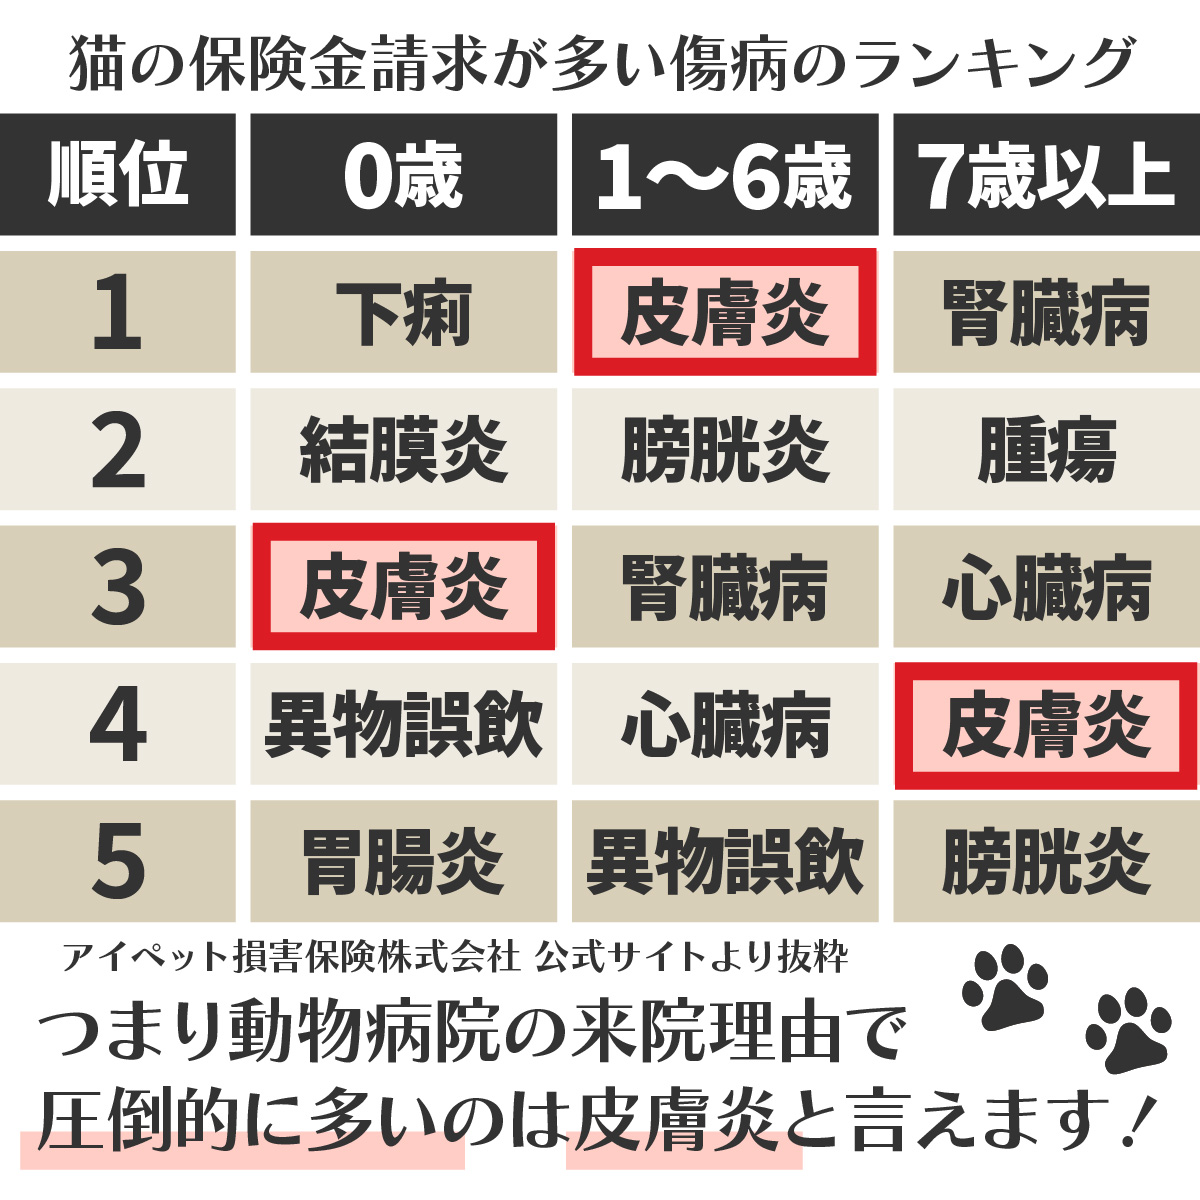 猫の保険金請求が多い傷病のランキング
順位 0歳 1〜6歳 7歳以上
1 下痢 皮膚炎 腎臓病
2 結膜炎 膀胱炎 腫瘍
3 皮膚炎 腎臓病 心臓病
4 異物誤飲 心臓病 皮膚炎
5 胃腸炎 異物誤飲 膀胱炎
アイペット損害保険株式会社 公式サイトより抜粋
つまり動物病院の来院理由で
圧倒的に多いのは皮膚炎と言えます!